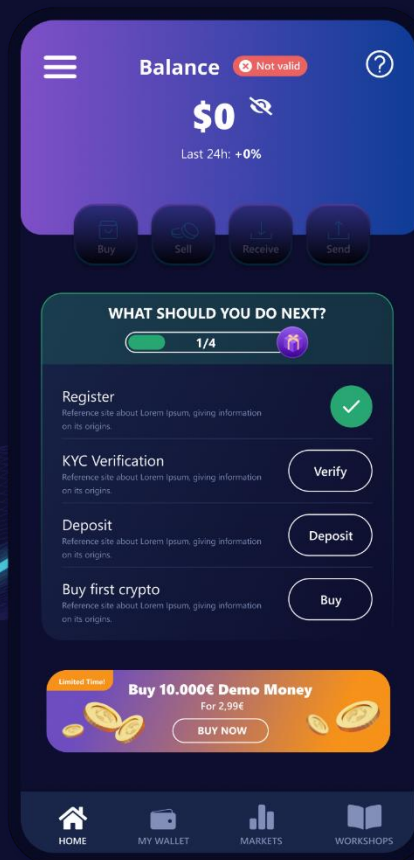 Balance
Not valid
$0
Last 24h: +0%
Buy
Sell
Receive
Send
WHAT SHOULD YOU DO NEXT?
1/4
Register
Reference site about Lorem Ipsum, giving information
on its origins.
KYC Verification
Reference site about Lorem Ipsum, giving information
on its origins.
Verify
Deposit
Reference site about Lorem Ipsum, giving information
on its origins.
Deposit
Buy first crypto
Reference site about Lorem Ipsum, giving information
on its origins.
Buy
Limited Time!
Buy 10.000€ Demo Money
For 2,99€
BUY NOW
HOME
MY WALLET
MARKETS
WORKSHOPS